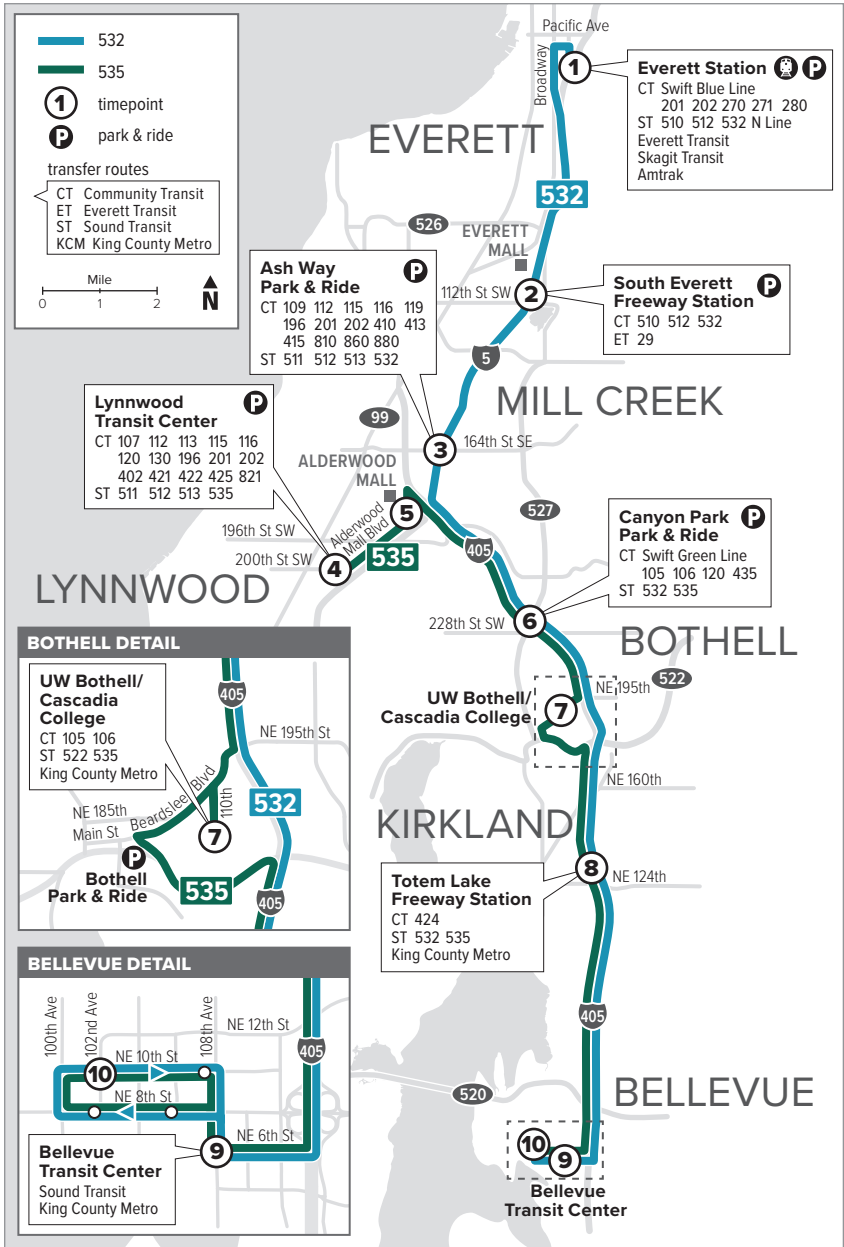 532
535
1 timepoint
P park & ride
transfer routes
CT Community Transit
ET Everett Transit
ST Sound Transit
KCM King County Metro
Mile
0 1 2
N
Pacific Ave
Broadway
1
Everett Station P
CT Swift Blue Line
201 202 270 271 280
ST 510 512 532 N Line
Everett Transit
Skagit Transit
Amtrak
EVERETT
532
526
EVERETT
MALL
112th St SW
2
South Everett
Freeway Station P
CT 510 512 532
ET 29
Ash Way
Park & Ride P
CT 109 112 115 116 119
196 201 202 410 413
415 810 860 880
ST 511 512 513 532
5
MILL CREEK
Lynnwood
Transit Center P
CT 107 112 113 115 116
120 130 196 201 202
402 421 422 425 821
ST 511 512 513 535
99
3
164th St SE
ALDERWOOD
MALL
5
Alderwood
Mall Blvd
196th St SW
200th St SW
4
535
405
527
LYNNWOOD
Canyon Park
Park & Ride P
CT Swift Green Line
105 106 120 435
ST 532 535
228th St SW
6
BOTHELL
522
NE 195th
UW Bothell/
Cascadia College
7
NE 160th
KIRKLAND
8
NE 124th
Totem Lake
Freeway Station
CT 424
ST 532 535
King County Metro
405
520
BELLEVUE
10
9
Bellevue
Transit Center
BOTHELL DETAIL
UW Bothell/
Cascadia
College
CT 105 106
ST 522 535
King County Metro
405
NE 195th St
532
Beardslee Blvd
110th
NE 185th
Main St
7
P
Bothell
Park & Ride
535
405
BELLEVUE DETAIL
100th Ave
102nd Ave
108th Ave
NE 12th St
405
NE 10th St
10
NE 8th St
NE 6th St
9
Bellevue
Transit Center
Sound Transit
King County Metro